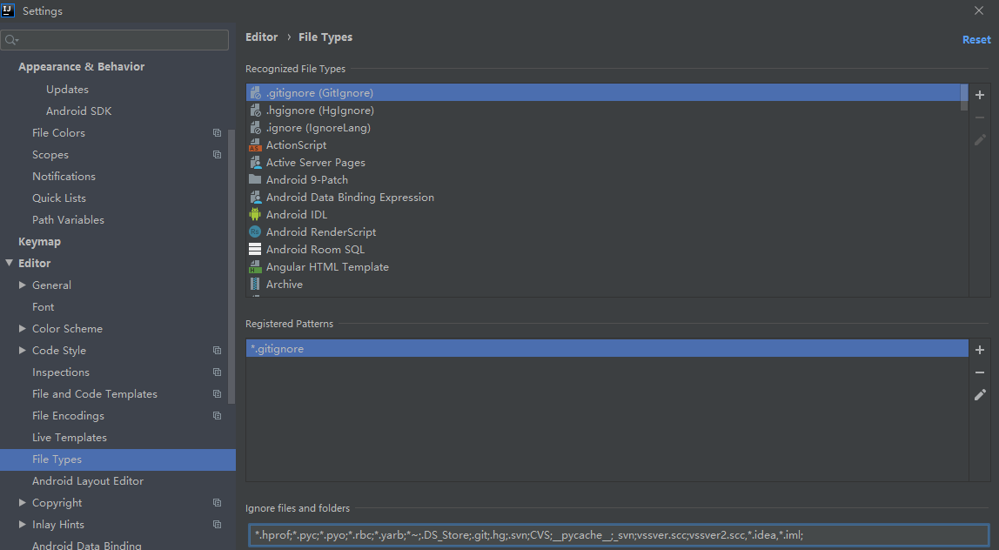 Settings
Editor › File Types
Reset
Appearance & Behavior
Updates
Android SDK
File Colors
Scopes
Notifications
Quick Lists
Path Variables
Keymap
Editor
General
Font
Color Scheme
Code Style
Inspections
File and Code Templates
File Encodings
Live Templates
File Types
Android Layout Editor
Copyright
Inlay Hints
Android Data Binding
Recognized File Types
.gitignore (GitIgnore)
.hgignore (HgIgnore)
.ignore (IgnoreLang)
ActionScript
Active Server Pages
Android 9-Patch
Android Data Binding Expression
Android IDL
Android RenderScript
Android Room SQL
Angular HTML Template
Archive
Registered Patterns
*.gitignore
Ignore files and folders
*.hprof;*.pyc;*.pyo;*.rbc;*.yarb;*~;.DS_Store;.git;.hg;.svn;CVS;__pycache__;_svn;vssver.scc;vssver2.scc,*.idea,*.iml;